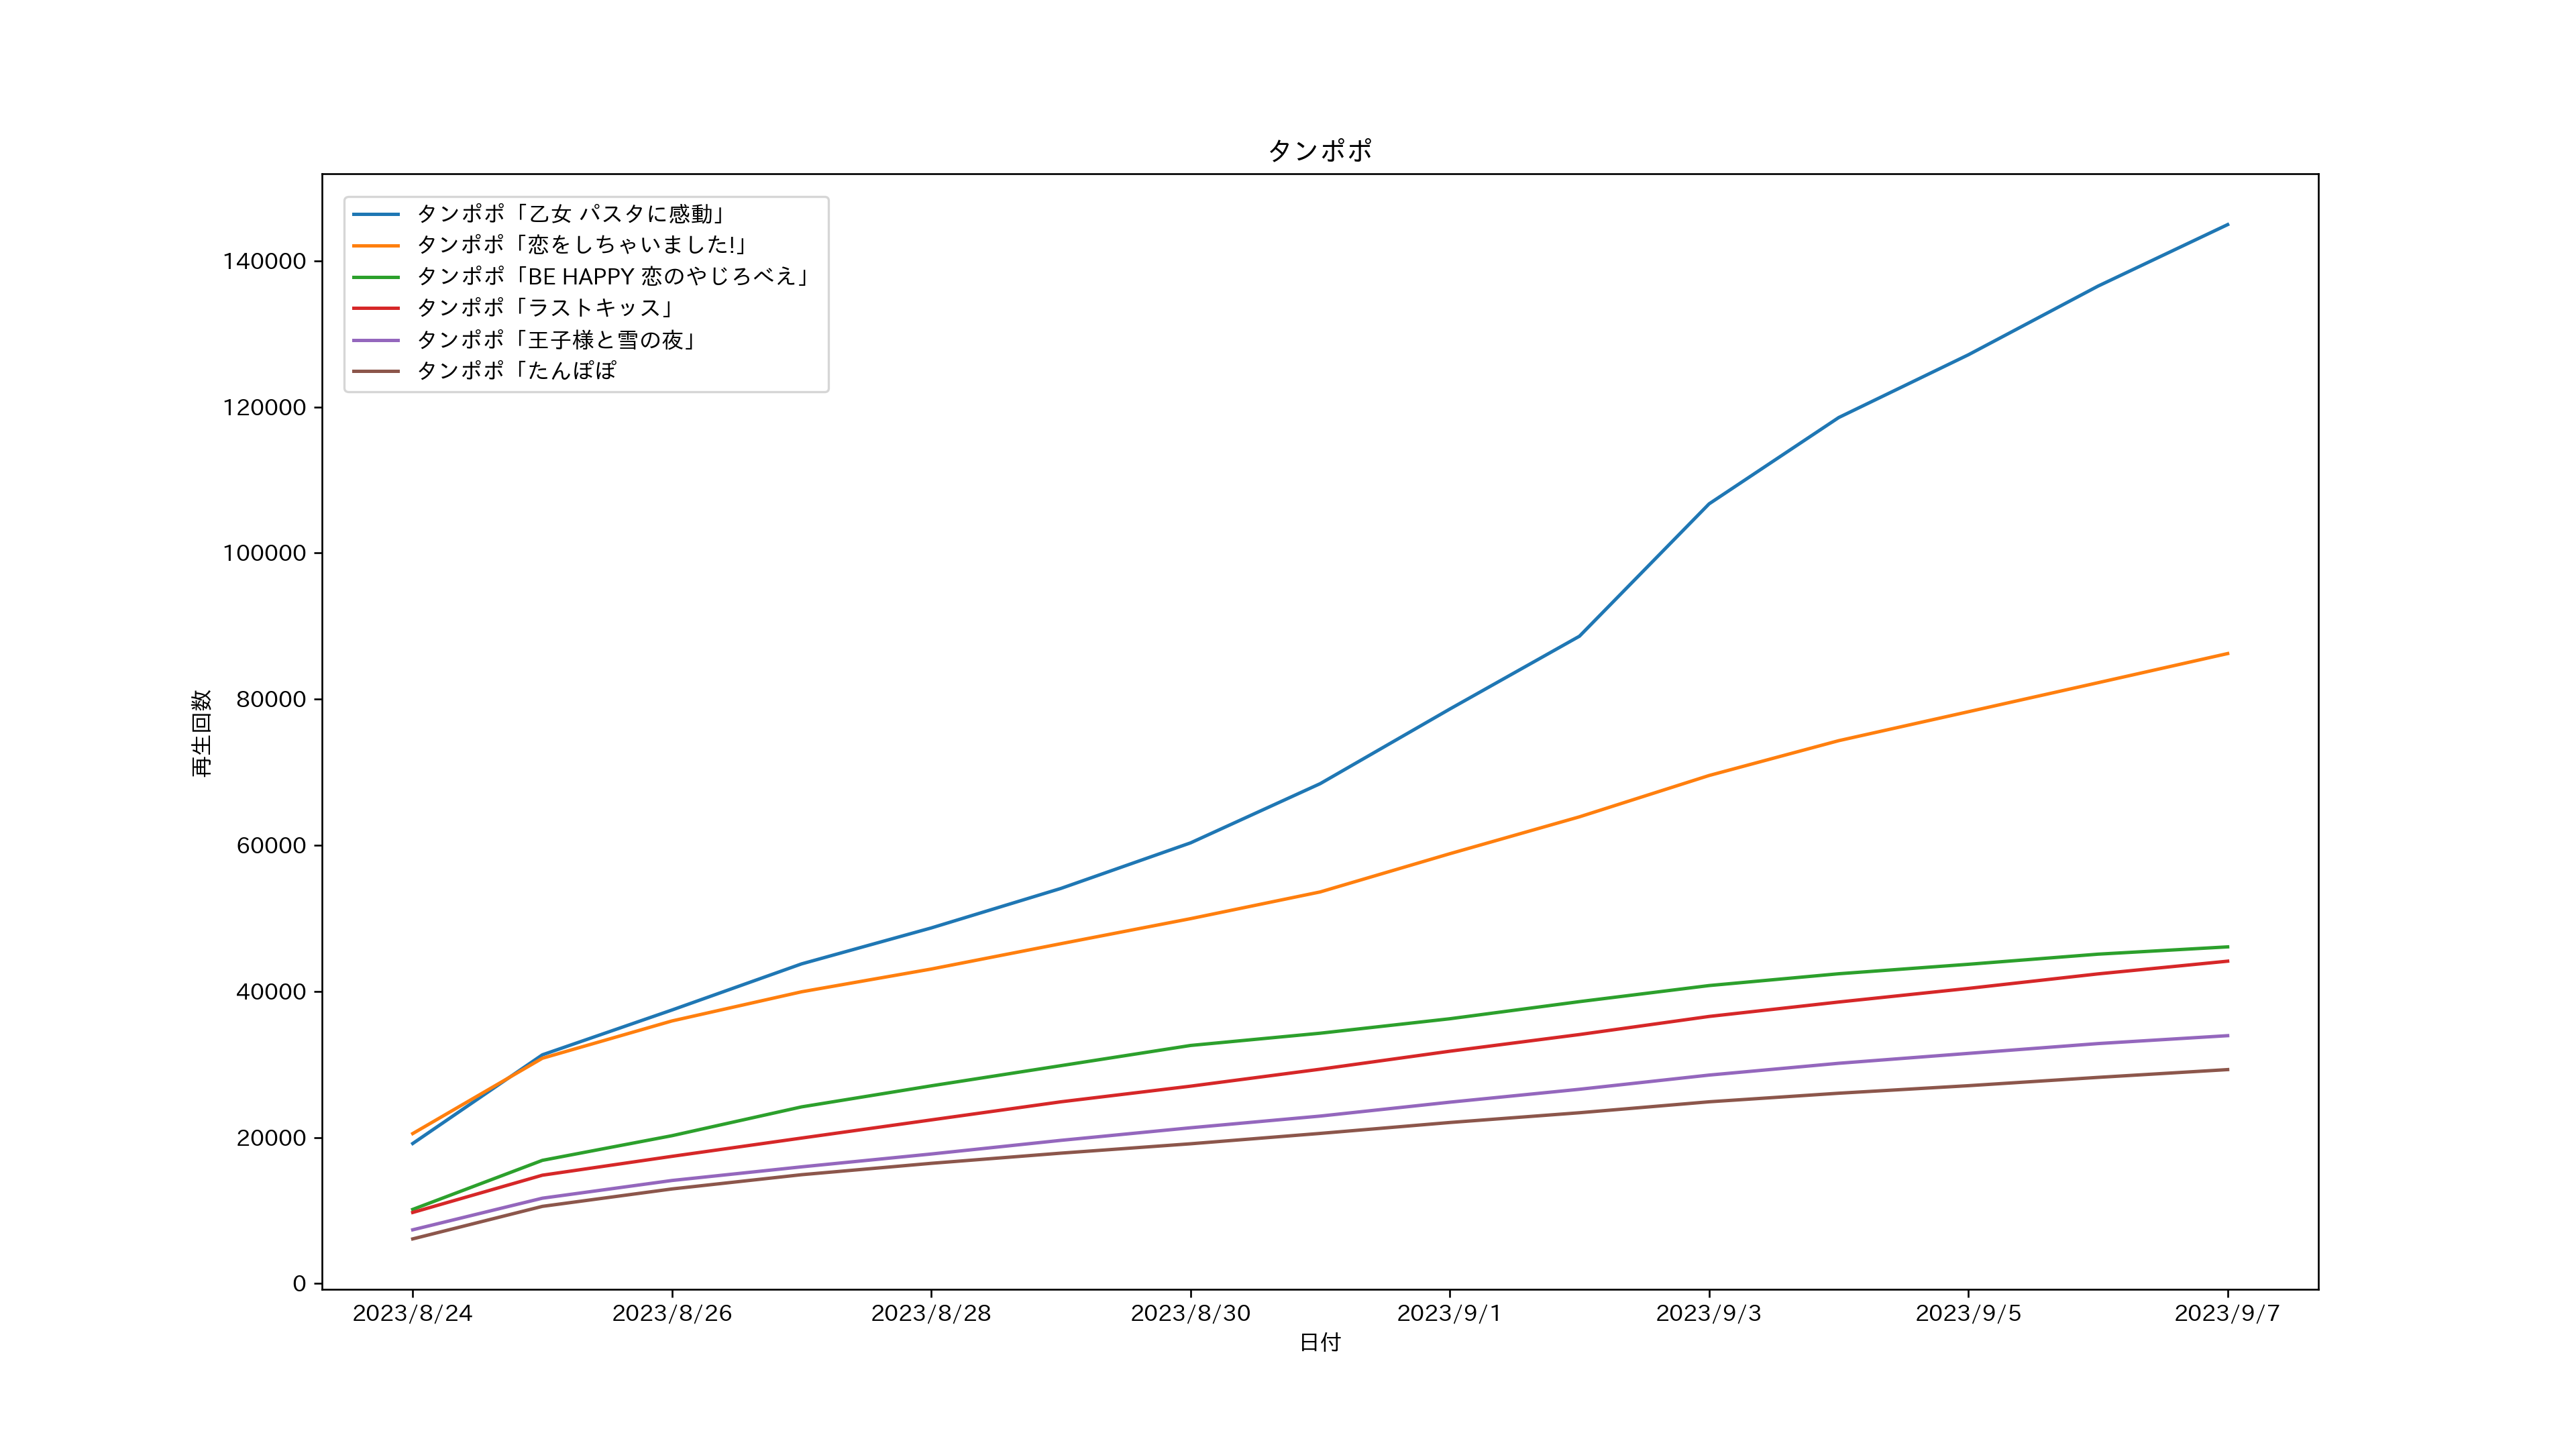 タンポポ
タンポポ「乙女 パスタに感動」
タンポポ「恋をしちゃいました!」
タンポポ「BE HAPPY 恋のやじろべえ」
タンポポ「ラストキッス」
タンポポ「王子様と雪の夜」
タンポポ「たんぽぽ
140000
120000
100000
80000
60000
40000
20000
0
再生回数
2023/8/24 2023/8/26 2023/8/28 2023/8/30 2023/9/1 2023/9/3 2023/9/5 2023/9/7
日付